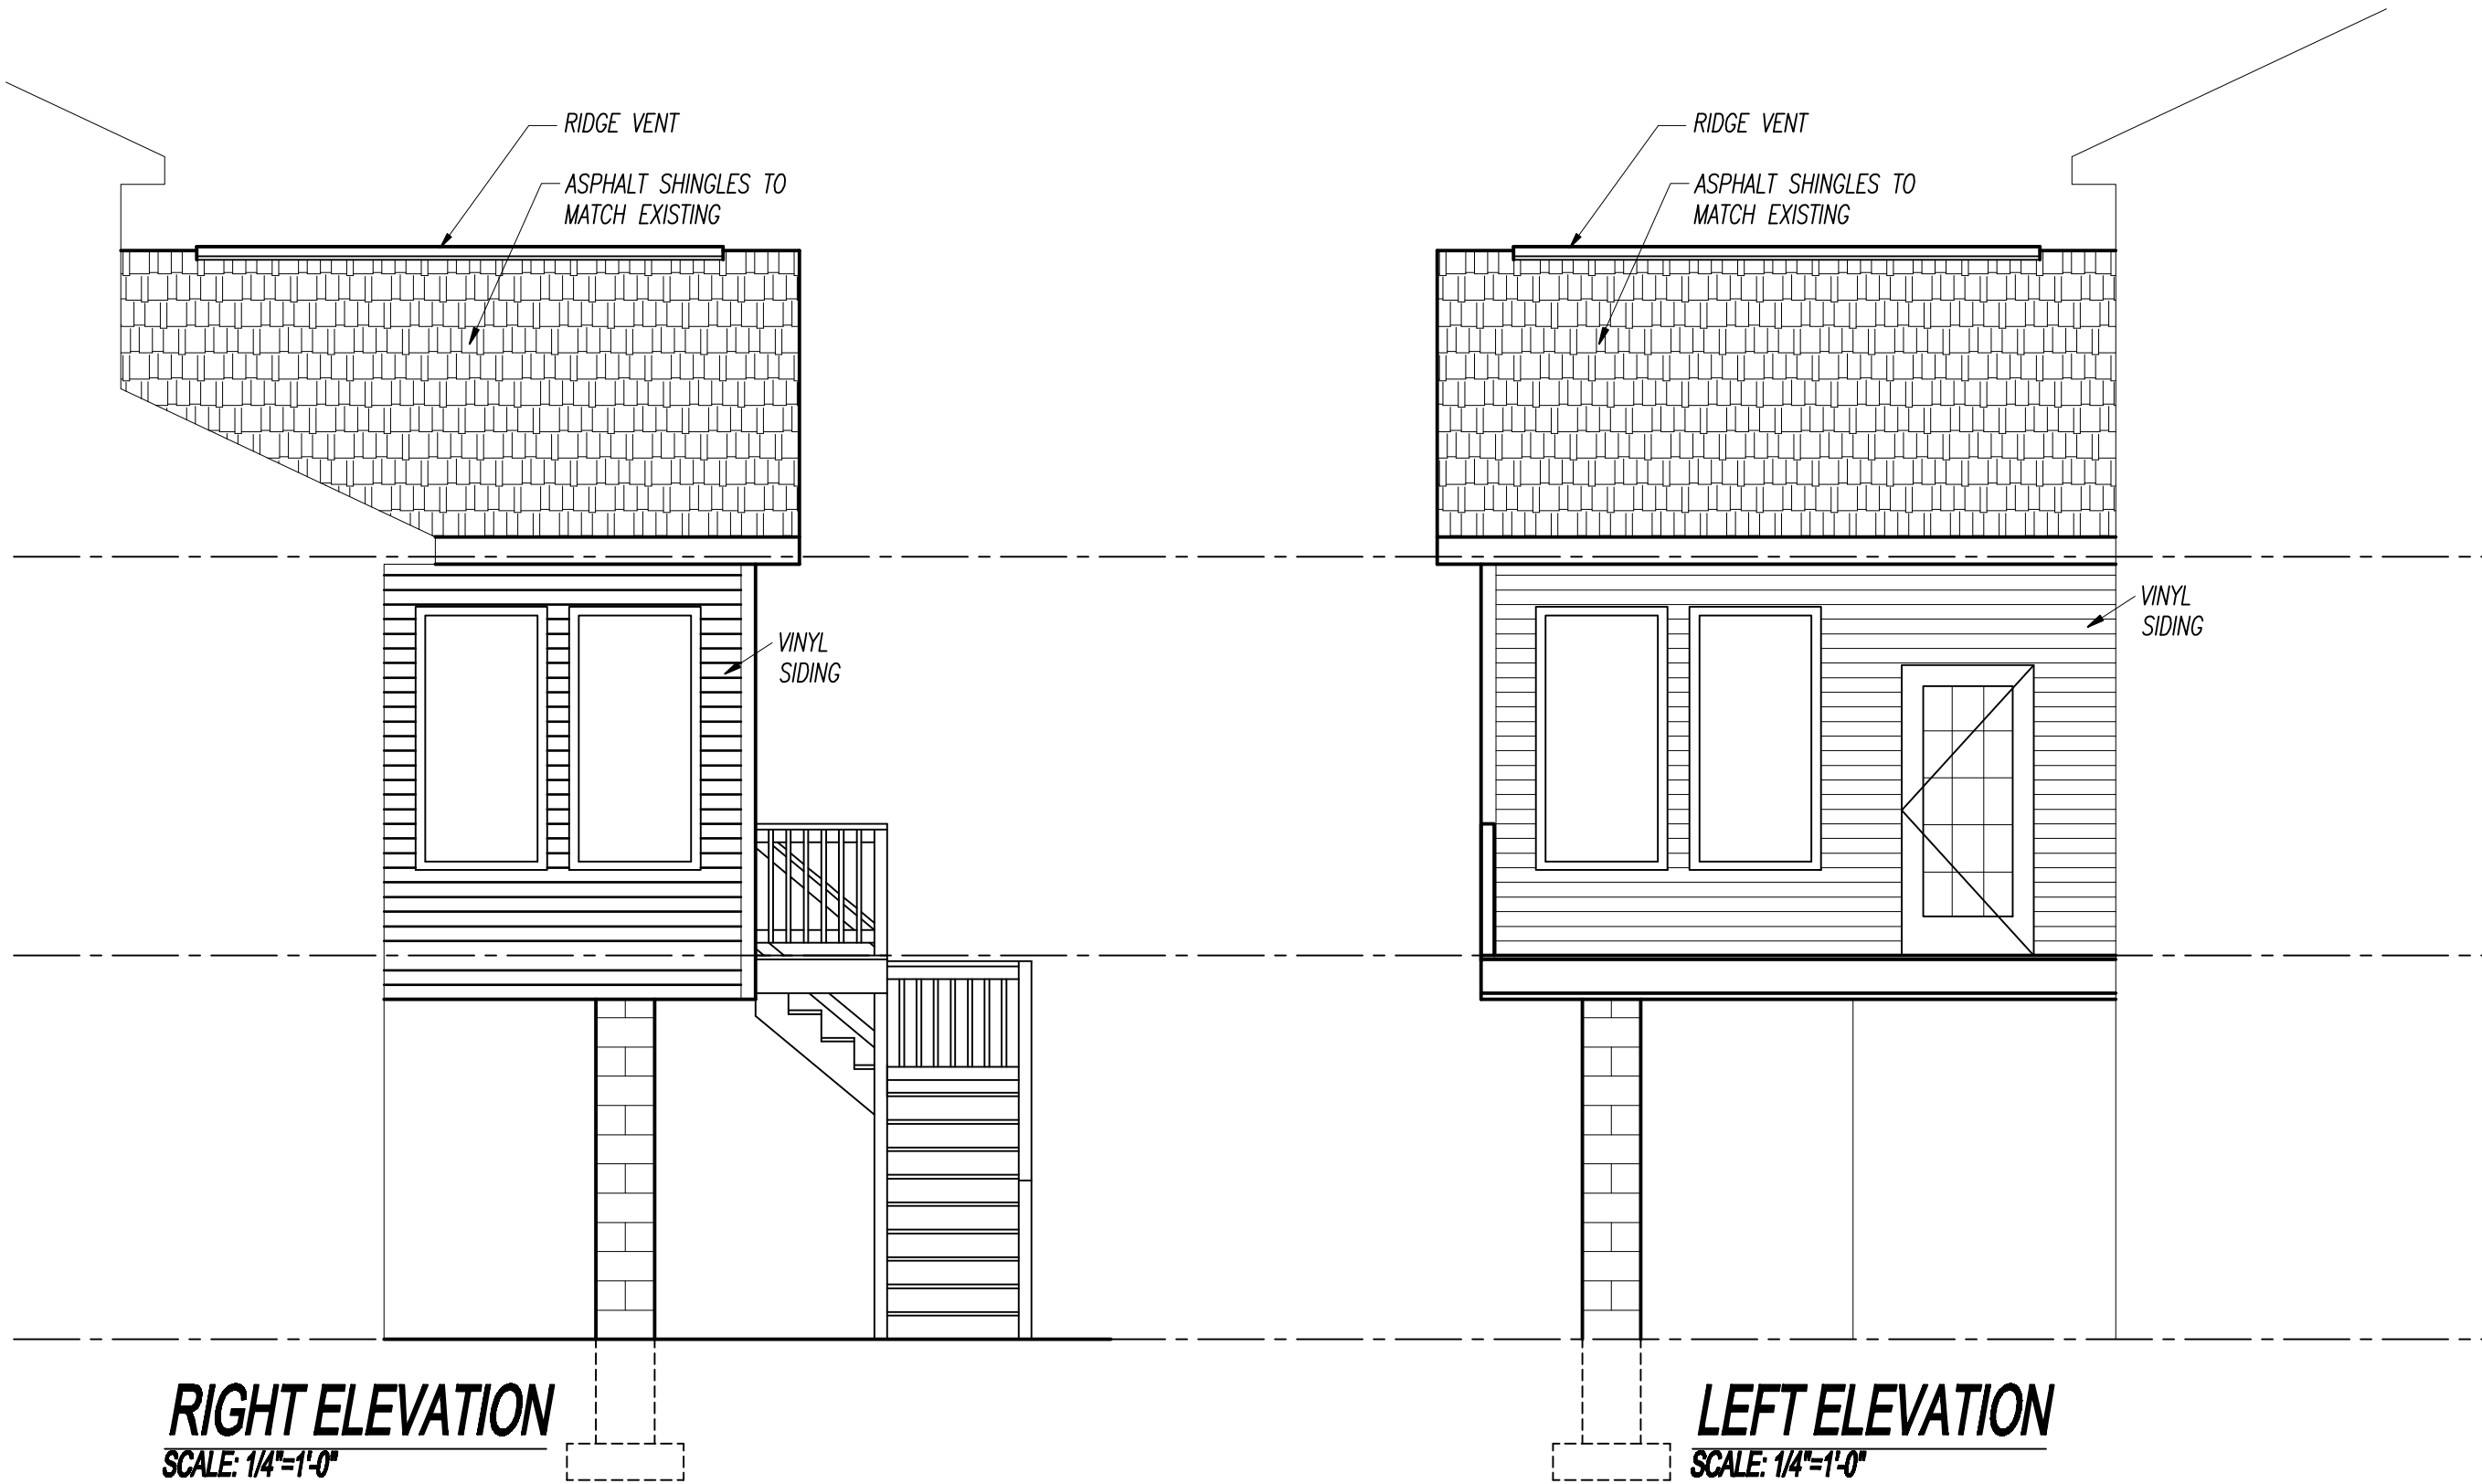 RIDGE VENT
ASPHALT SHINGLES TO
MATCH EXISTING
VINYL
SIDING
RIGHT ELEVATION
SCALE: 1/4"=1'-0"
RIDGE VENT
ASPHALT SHINGLES TO
MATCH EXISTING
VINYL
SIDING
LEFT ELEVATION
SCALE: 1/4"=1'-0"